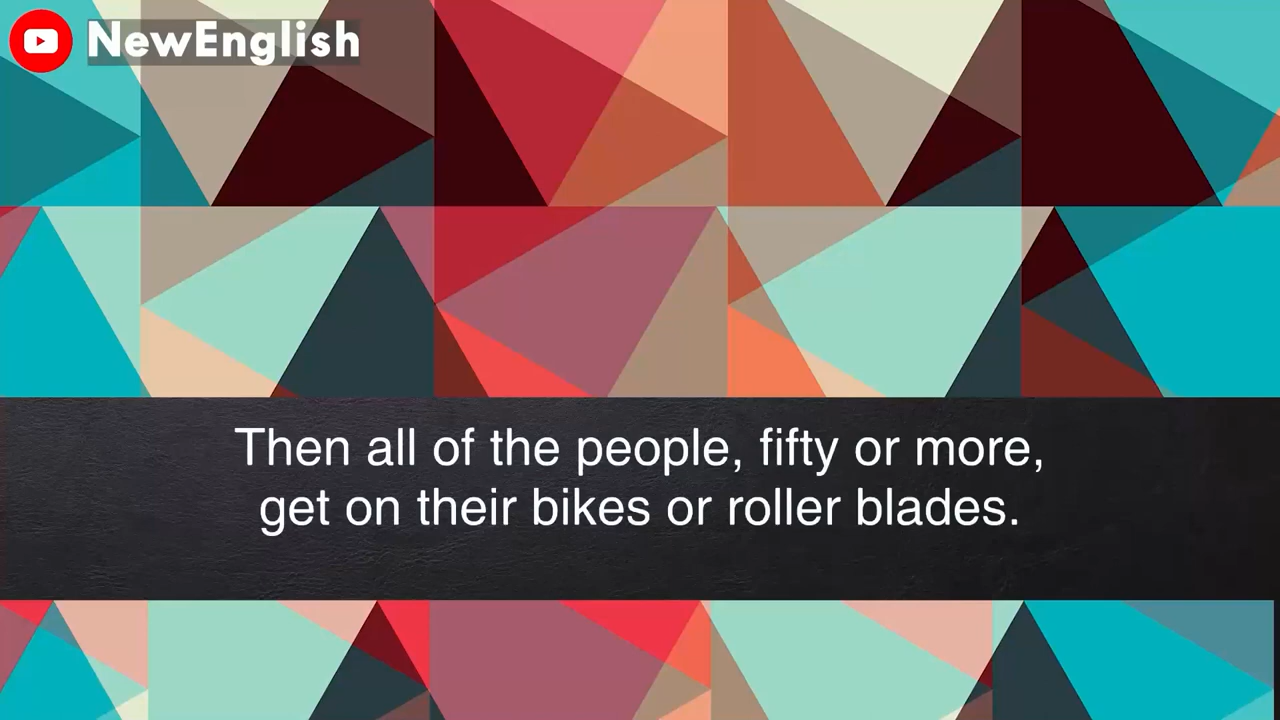 NewEnglish
Then all of the people, fifty or more,
get on their bikes or roller blades.